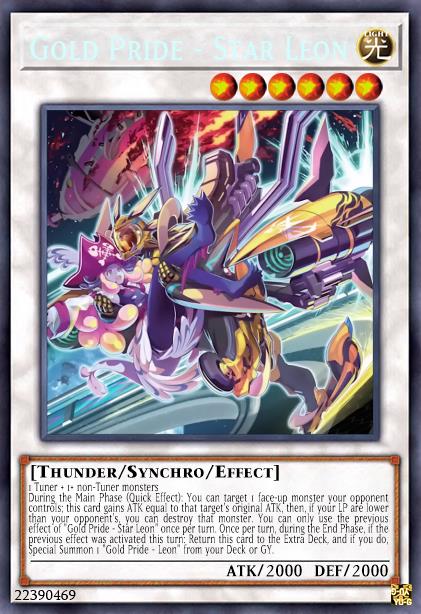 Gold Pride - Star Leon
LIGHT
光
[Thunder/Synchro/Effect]
1 Tuner + 1+ non-Tuner monsters
During the Main Phase (Quick Effect): You can target 1 face-up monster your opponent
controls; this card gains ATK equal to that target's original ATK, then, if your LP are lower
than your opponent's, you can destroy that monster. You can only use the previous
effect of "Gold Pride - Star Leon" once per turn. Once per turn, during the End Phase, if the
previous effect was activated this turn: Return this card to the Extra Deck, and if you do,
Special Summon 1 "Gold Pride - Leon" from your Deck or GY.
ATK/2000 DEF/2000
22390469